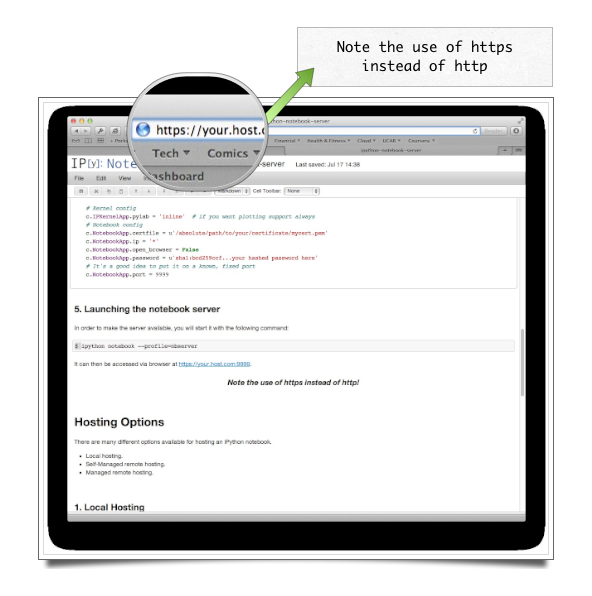 Note the use of https
instead of http
python-notebook-server
https://your.host.c
Tech Comics
Financial Health & Fitness Cloud UCAR Coursera
ipython-notebook-server
IP[y]: Note -server Last saved: Jul 17 14:38
File Edit View
ashboard
Markdown Cell Toolbar: None
# Kernel config
c.IPKernelApp.pylab = 'inline' # if you want plotting support always
# Notebook config
c.NotebookApp.certfile = u'/absolute/path/to/your/certificate/mycert.pem'
c.NotebookApp.ip = '*'
c.NotebookApp.open_browser = False
c.NotebookApp.password = u'sha1:bcd259ccf...your hashed password here'
# It's a good idea to put it on a known, fixed port
c.NotebookApp.port = 9999
5. Launching the notebook server
In order to make the server available, you will start it with the following command:
$ ipython notebook --profile=nbserver
It can then be accessed via browser at https://your.host.com:9999.
Note the use of https instead of http!
Hosting Options
There are many different options available for hosting an IPython notebook.
• Local hosting.
• Self-Managed remote hosting.
• Managed remote hosting.
1. Local Hosting